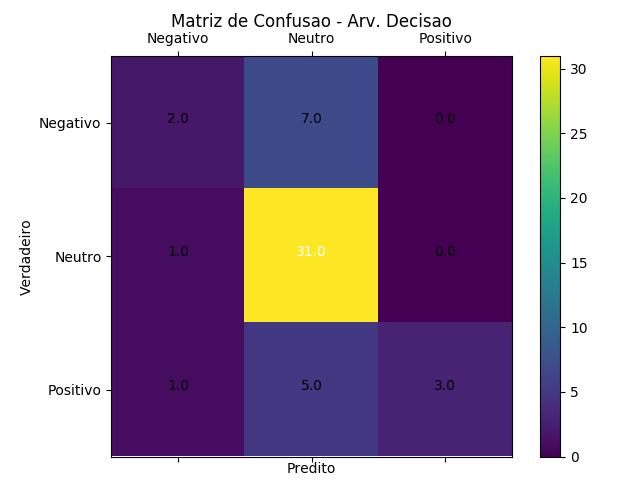 Matriz de Confusao - Arv. Decisao
Negativo Neutro Positivo
Negativo 2.0 7.0 0.0
Neutro 1.0 31.0 0.0
Positivo 1.0 5.0 3.0
Verdadeiro
Predito
30
25
20
15
10
5
0